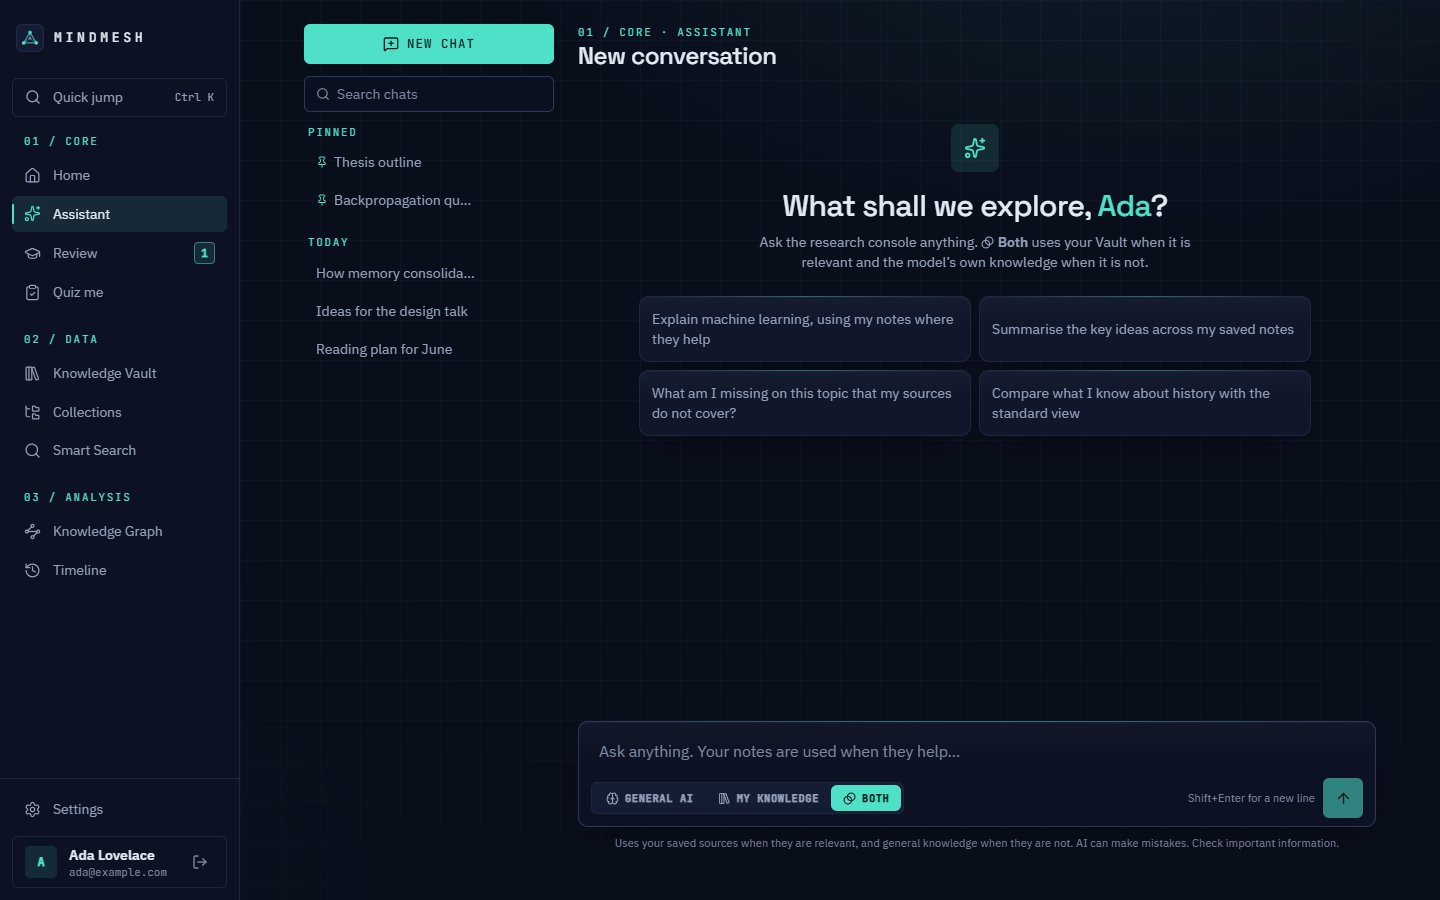 MINDMESH
Quick jump Ctrl K
01 / CORE
Home
Assistant
Review 1
Quiz me
02 / DATA
Knowledge Vault
Collections
Smart Search
03 / ANALYSIS
Knowledge Graph
Timeline
Settings
A
Ada Lovelace
ada@example.com
NEW CHAT
Search chats
PINNED
Thesis outline
Backpropagation qu...
TODAY
How memory consolida...
Ideas for the design talk
Reading plan for June
01 / CORE · ASSISTANT
New conversation
What shall we explore, Ada?
Ask the research console anything. Both uses your Vault when it is
relevant and the model’s own knowledge when it is not.
Explain machine learning, using my notes where
they help
Summarise the key ideas across my saved notes
What am I missing on this topic that my sources
do not cover?
Compare what I know about history with the
standard view
Ask anything. Your notes are used when they help...
GENERAL AI MY KNOWLEDGE BOTH
Shift+Enter for a new line
Uses your saved sources when they are relevant, and general knowledge when they are not. AI can make mistakes. Check important information.